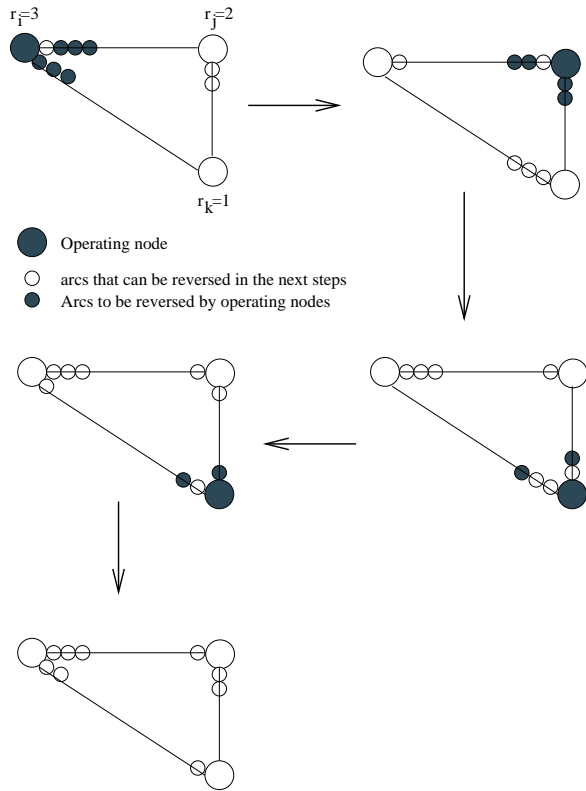 r_i=3
r_j=2
r_k=1
Operating node
arcs that can be reversed in the next steps
Arcs to be reversed by operating nodes